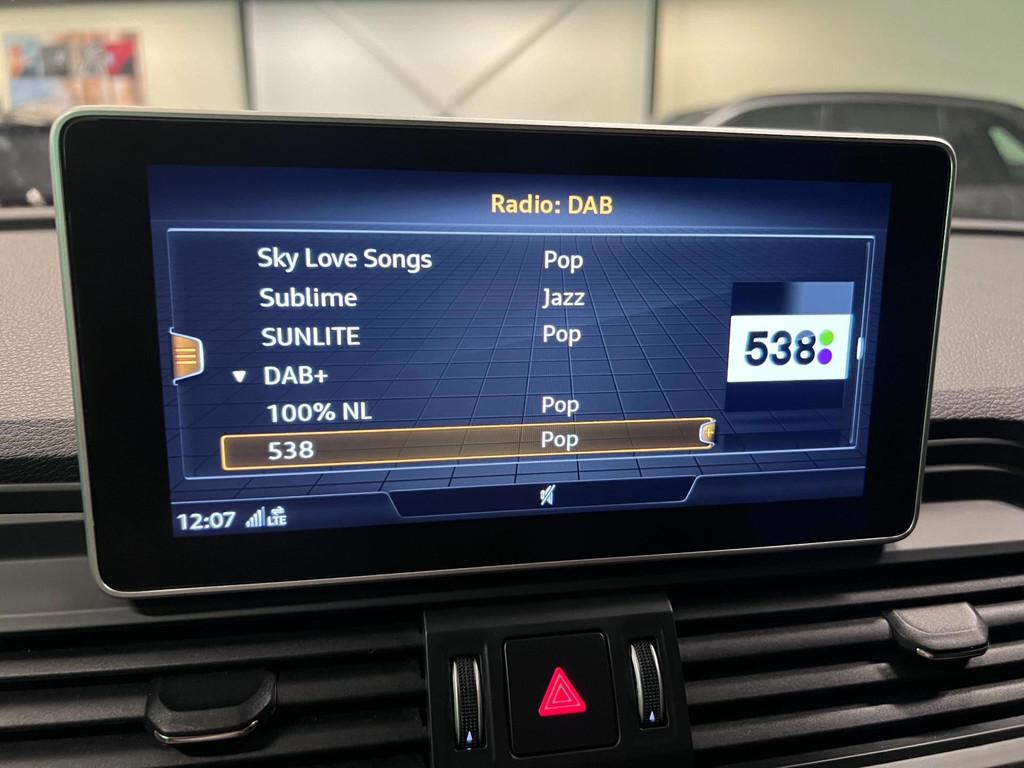 Radio: DAB
Sky Love Songs Pop
Sublime Jazz
SUNLITE Pop
DAB+
100% NL Pop
538 Pop
538
12:07 LTE